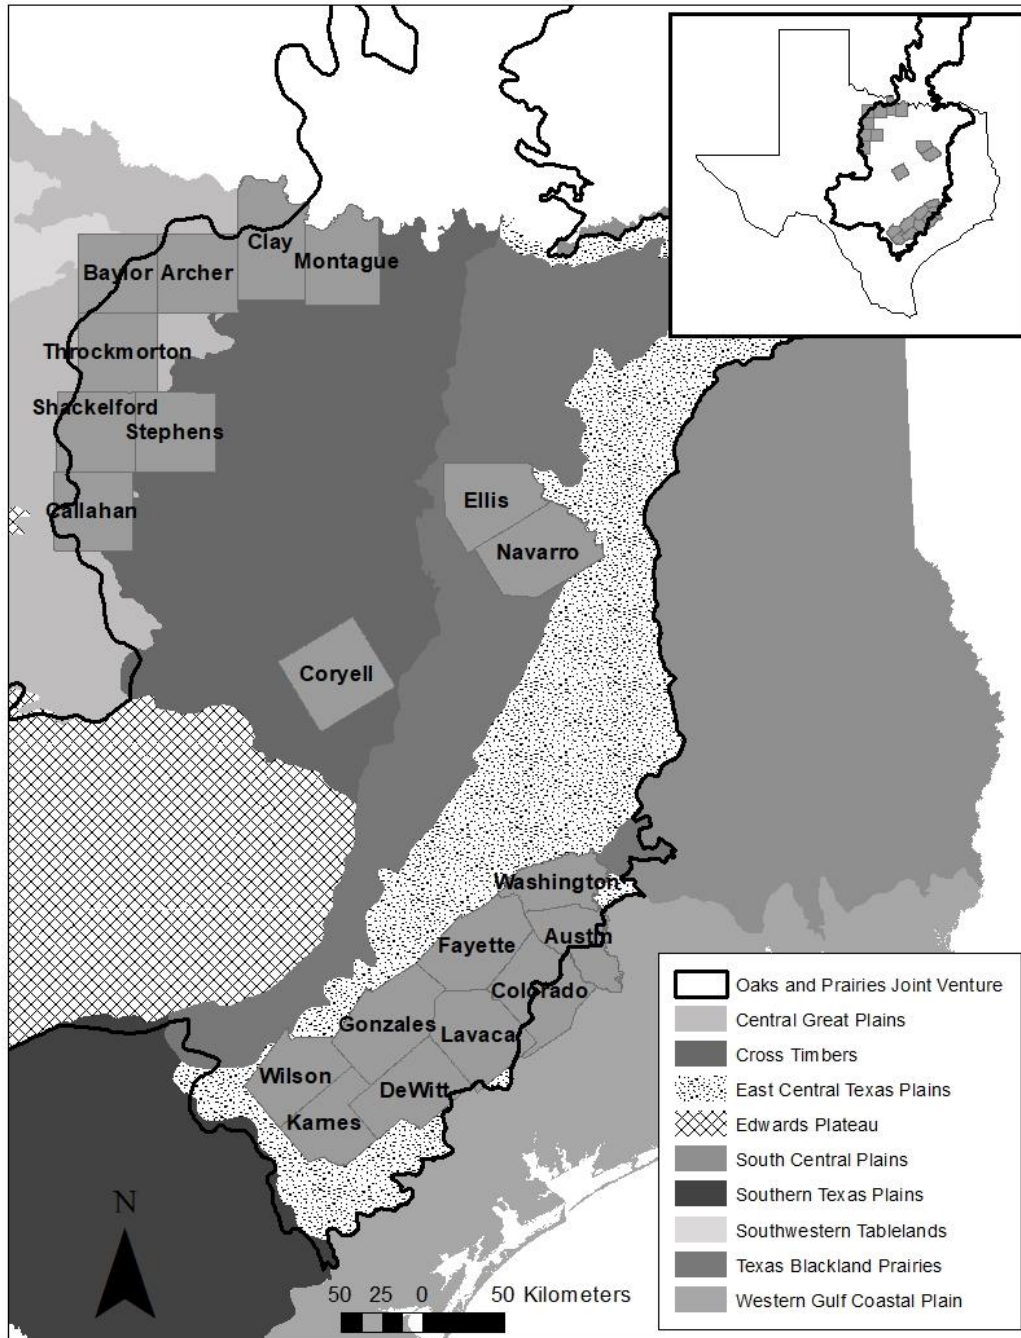 Clay
Montague
Baylor
Archer
Throckmorton
Shackelford
Stephens
Callahan
Ellis
Navarro
Coryell
Washington
Fayette
Austin
Colorado
Gonzales
Lavaca
Wilson
DeWitt
Karnes
Oaks and Prairies Joint Venture
Central Great Plains
Cross Timbers
East Central Texas Plains
Edwards Plateau
South Central Plains
Southern Texas Plains
Southwestern Tablelands
Texas Blackland Prairies
Western Gulf Coastal Plain
N
50 25 0 50 Kilometers